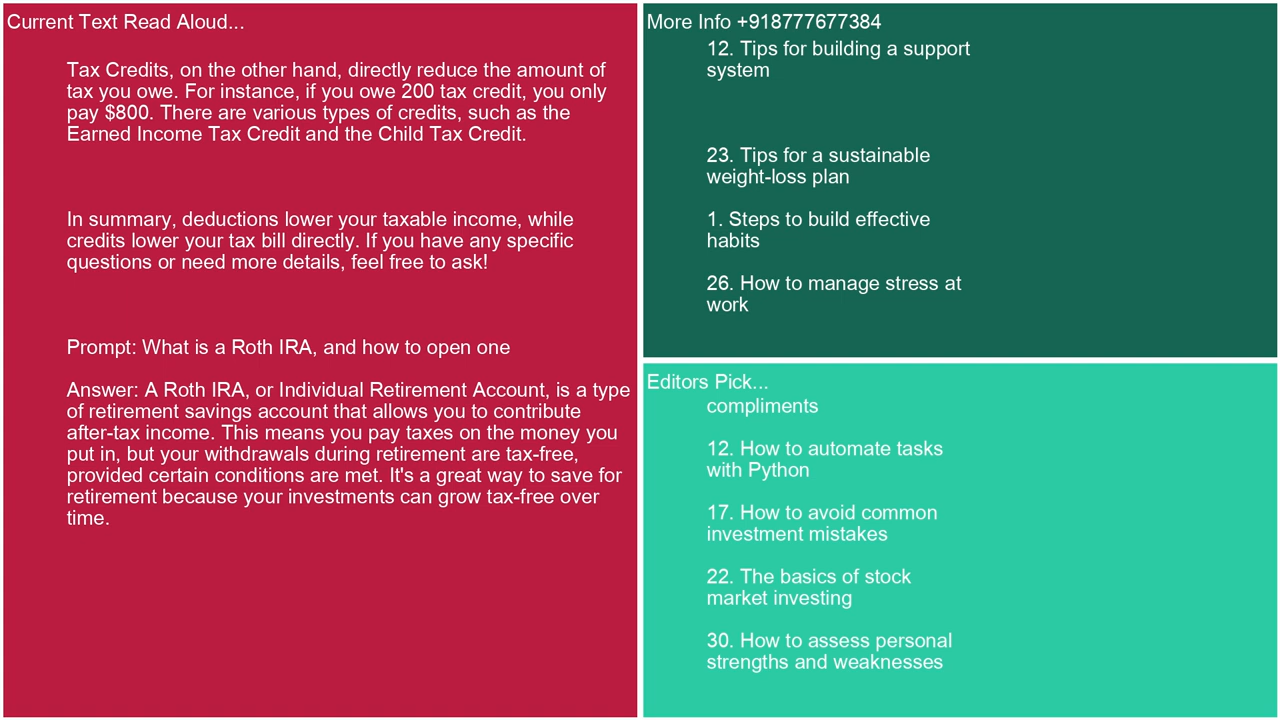 Current Text Read Aloud...
Tax Credits, on the other hand, directly reduce the amount of
tax you owe. For instance, if you owe 200 tax credit, you only
pay $800. There are various types of credits, such as the
Earned Income Tax Credit and the Child Tax Credit.
In summary, deductions lower your taxable income, while
credits lower your tax bill directly. If you have any specific
questions or need more details, feel free to ask!
Prompt: What is a Roth IRA, and how to open one
Answer: A Roth IRA, or Individual Retirement Account, is a type
of retirement savings account that allows you to contribute
after-tax income. This means you pay taxes on the money you
put in, but your withdrawals during retirement are tax-free,
provided certain conditions are met. It's a great way to save for
retirement because your investments can grow tax-free over
time.
More Info +918777677384
12. Tips for building a support
system
23. Tips for a sustainable
weight-loss plan
1. Steps to build effective
habits
26. How to manage stress at
work
Editors Pick...
compliments
12. How to automate tasks
with Python
17. How to avoid common
investment mistakes
22. The basics of stock
market investing
30. How to assess personal
strengths and weaknesses